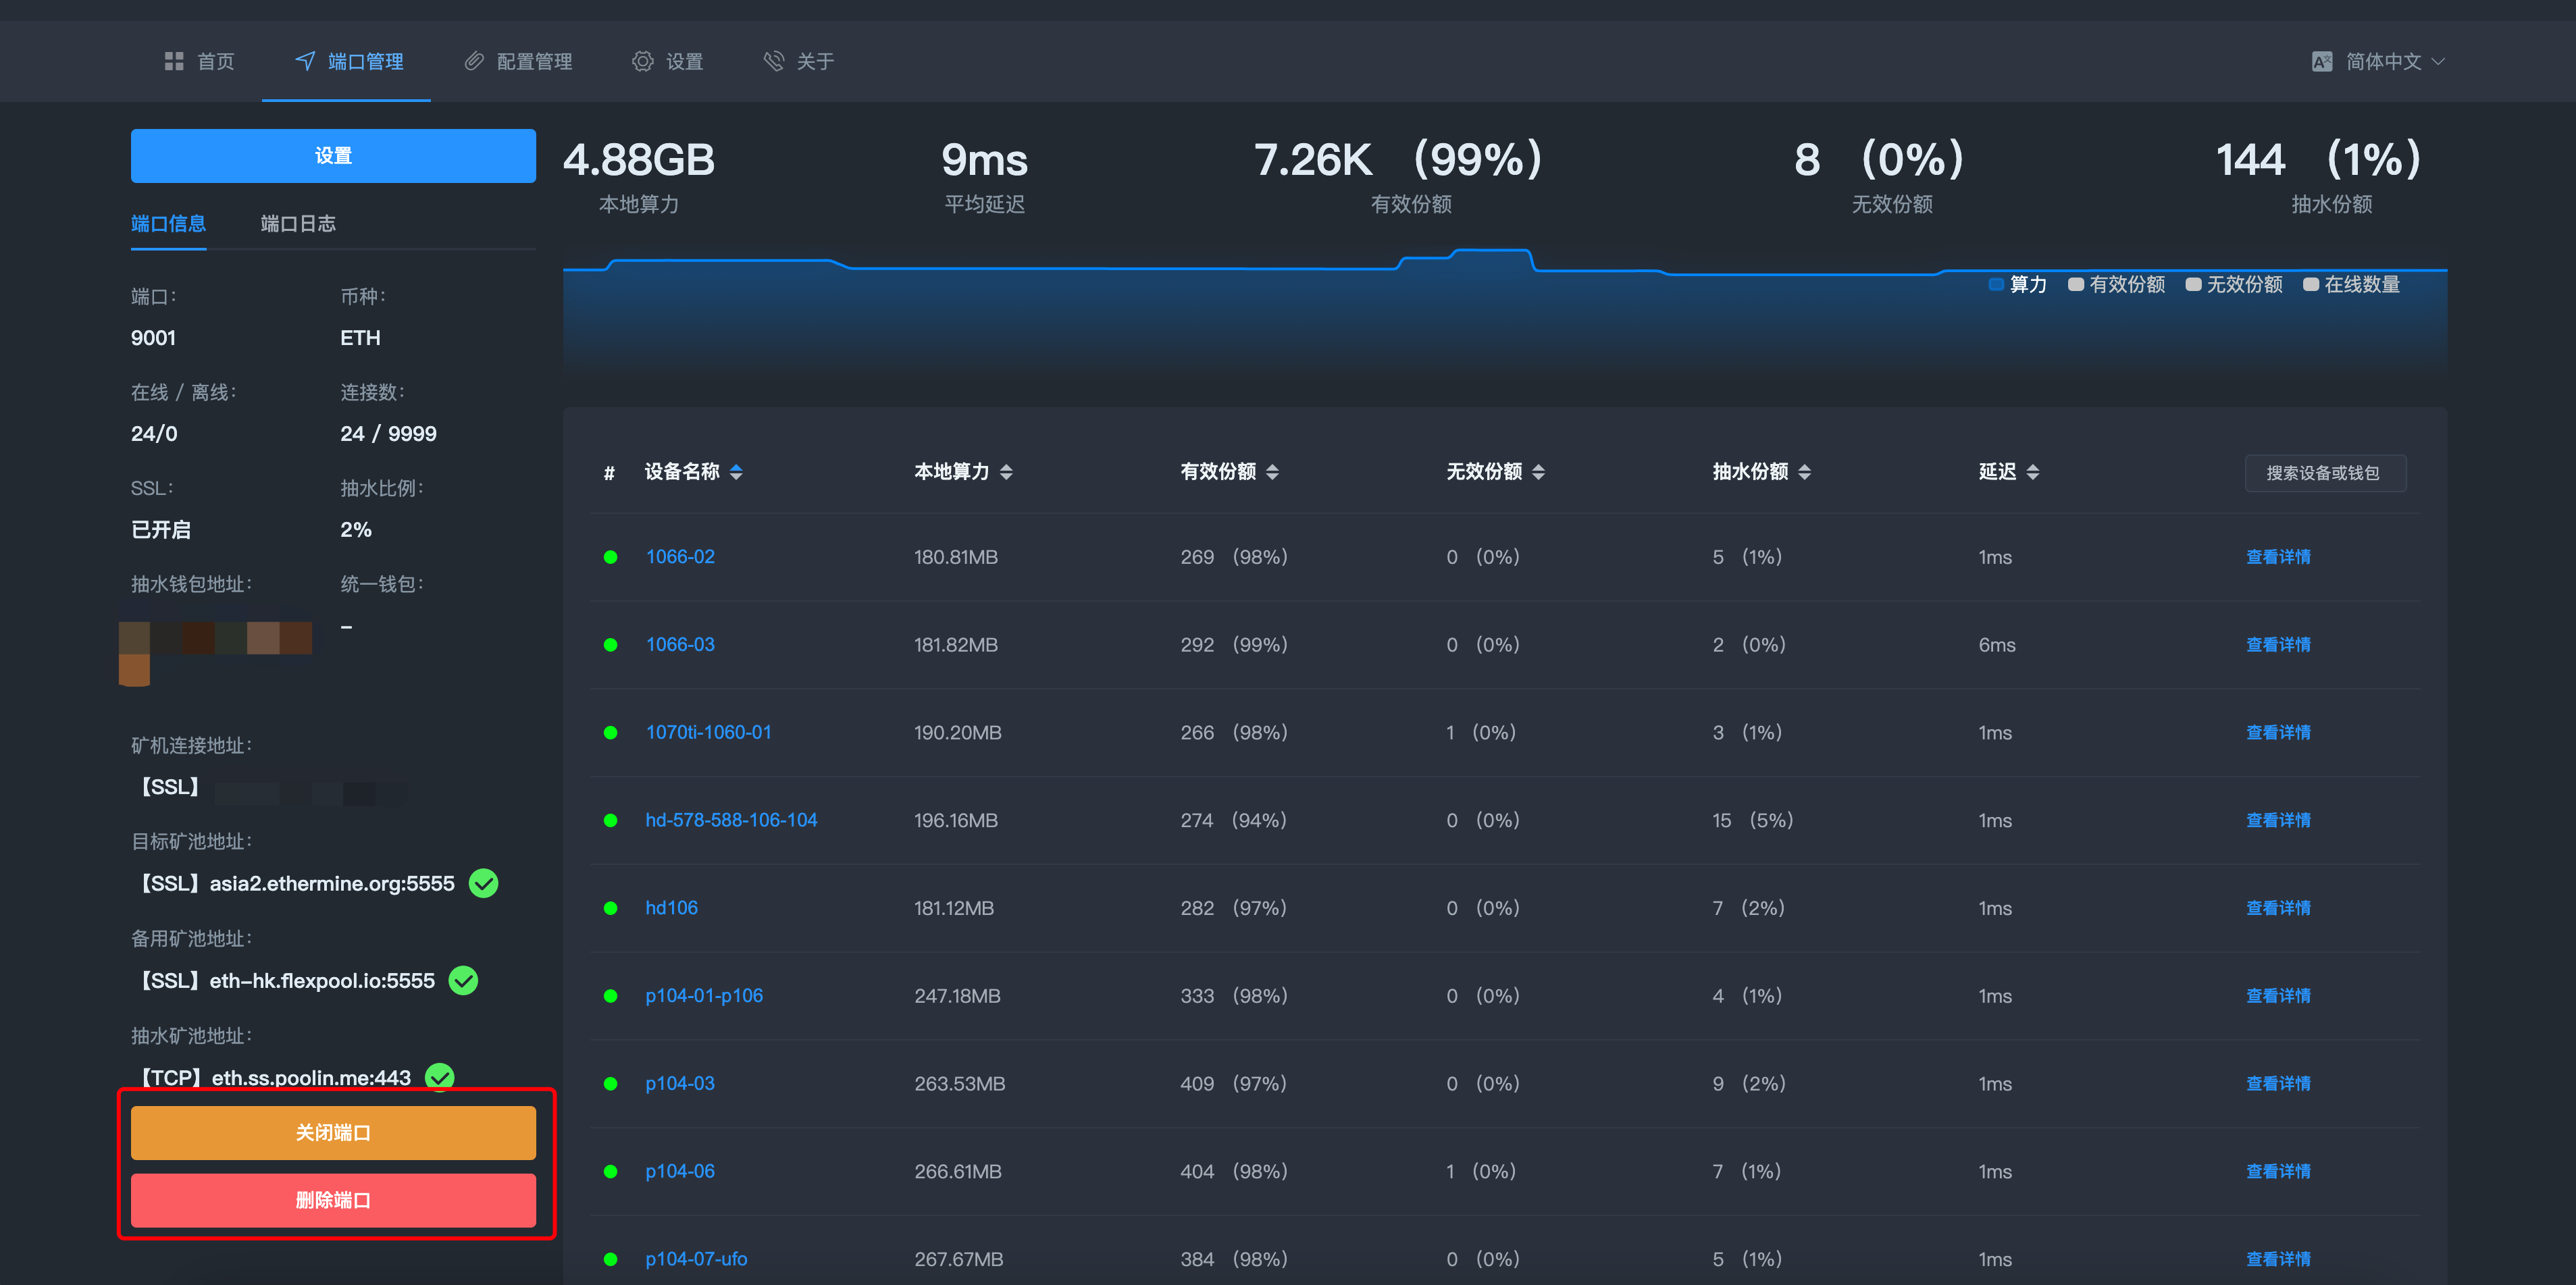 首页 端口管理 配置管理 设置 关于 简体中文
设置
端口信息 端口日志
端口: 币种:
9001 ETH
在线 / 离线: 连接数:
24/0 24 / 9999
SSL: 抽水比例:
已开启 2%
抽水钱包地址: 统一钱包:
-
矿机连接地址:
【SSL】
目标矿池地址:
【SSL】asia2.ethermine.org:5555
备用矿池地址:
【SSL】eth-hk.flexpool.io:5555
抽水矿池地址:
【TCP】eth.ss.poolin.me:443
关闭端口
删除端口
4.88GB 9ms 7.26K (99%) 8 (0%) 144 (1%)
本地算力 平均延迟 有效份额 无效份额 抽水份额
算力 有效份额 无效份额 在线数量
# 设备名称 本地算力 有效份额 无效份额 抽水份额 延迟 搜索设备或钱包
1066-02 180.81MB 269 (98%) 0 (0%) 5 (1%) 1ms 查看详情
1066-03 181.82MB 292 (99%) 0 (0%) 2 (0%) 6ms 查看详情
1070ti-1060-01 190.20MB 266 (98%) 1 (0%) 3 (1%) 1ms 查看详情
hd-578-588-106-104 196.16MB 274 (94%) 0 (0%) 15 (5%) 1ms 查看详情
hd106 181.12MB 282 (97%) 0 (0%) 7 (2%) 1ms 查看详情
p104-01-p106 247.18MB 333 (98%) 0 (0%) 4 (1%) 1ms 查看详情
p104-03 263.53MB 409 (97%) 0 (0%) 9 (2%) 1ms 查看详情
p104-06 266.61MB 404 (98%) 1 (0%) 7 (1%) 1ms 查看详情
p104-07-ufo 267.67MB 384 (98%) 0 (0%) 5 (1%) 1ms 查看详情